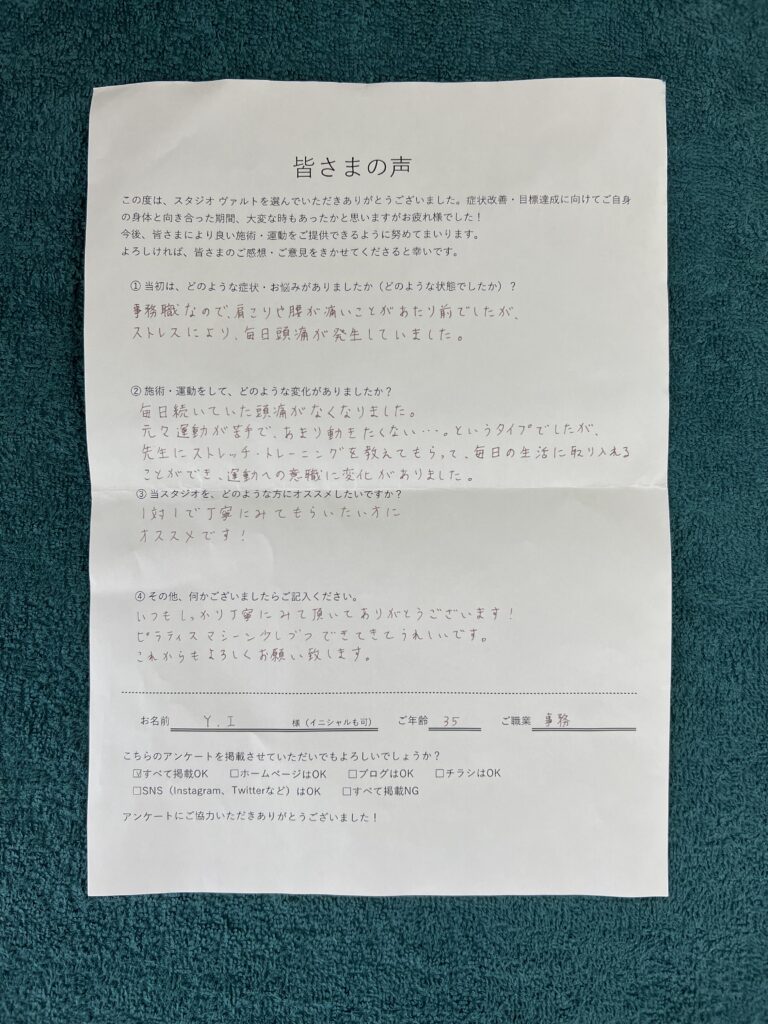 皆さまの声
この度は、スタジオ ヴァルトを選んでいただきありがとうございました。症状改善・目標達成に向けてご自身
の身体と向き合った期間、大変な時もあったかと思いますがお疲れ様でした！
今後、皆さまにより良い施術・運動をご提供できるように努めてまいります。
よろしければ、皆さまのご感想・ご意見をきかせてくださると幸いです。
① 当初は、どのような症状・お悩みがありましたか（どのような状態でしたか）？
事務職なので、肩こりや腰が痛いことがあたり前でしたが、
ストレスにより、毎日頭痛が発生していました。
② 施術・運動をして、どのような変化がありましたか？
毎日続いていた頭痛がなくなりました。
元々運動が苦手で、あまり動きたくない…。というタイプでしたが、
先生にストレッチ・トレーニングを教えてもらって、毎日の生活に取り入れる
ことができ、運動への意職に変化がありました。
③ 当スタジオを、どのような方にオススメしたいですか？
1対1で丁寧にみてもらいたい方に
オススメです！
④ その他、何かございましたらご記入ください。
いつもしっかり丁寧にみて頂いてありがとうございます！
ピラティスマシーン少しづつできてきてうれしいです。
これからもよろしくお願い致します。
お名前 Y.I 様（イニシャルも可） ご年齢 35 ご職業 事務
こちらのアンケートを掲載させていただいでもよろしいでしょうか？
☑すべて掲載OK □ホームページはOK □ブログはOK □チラシはOK
□SNS（Instagram、Twitterなど）はOK □すべて掲載NG
アンケートにご協力いただきありがとうございました！